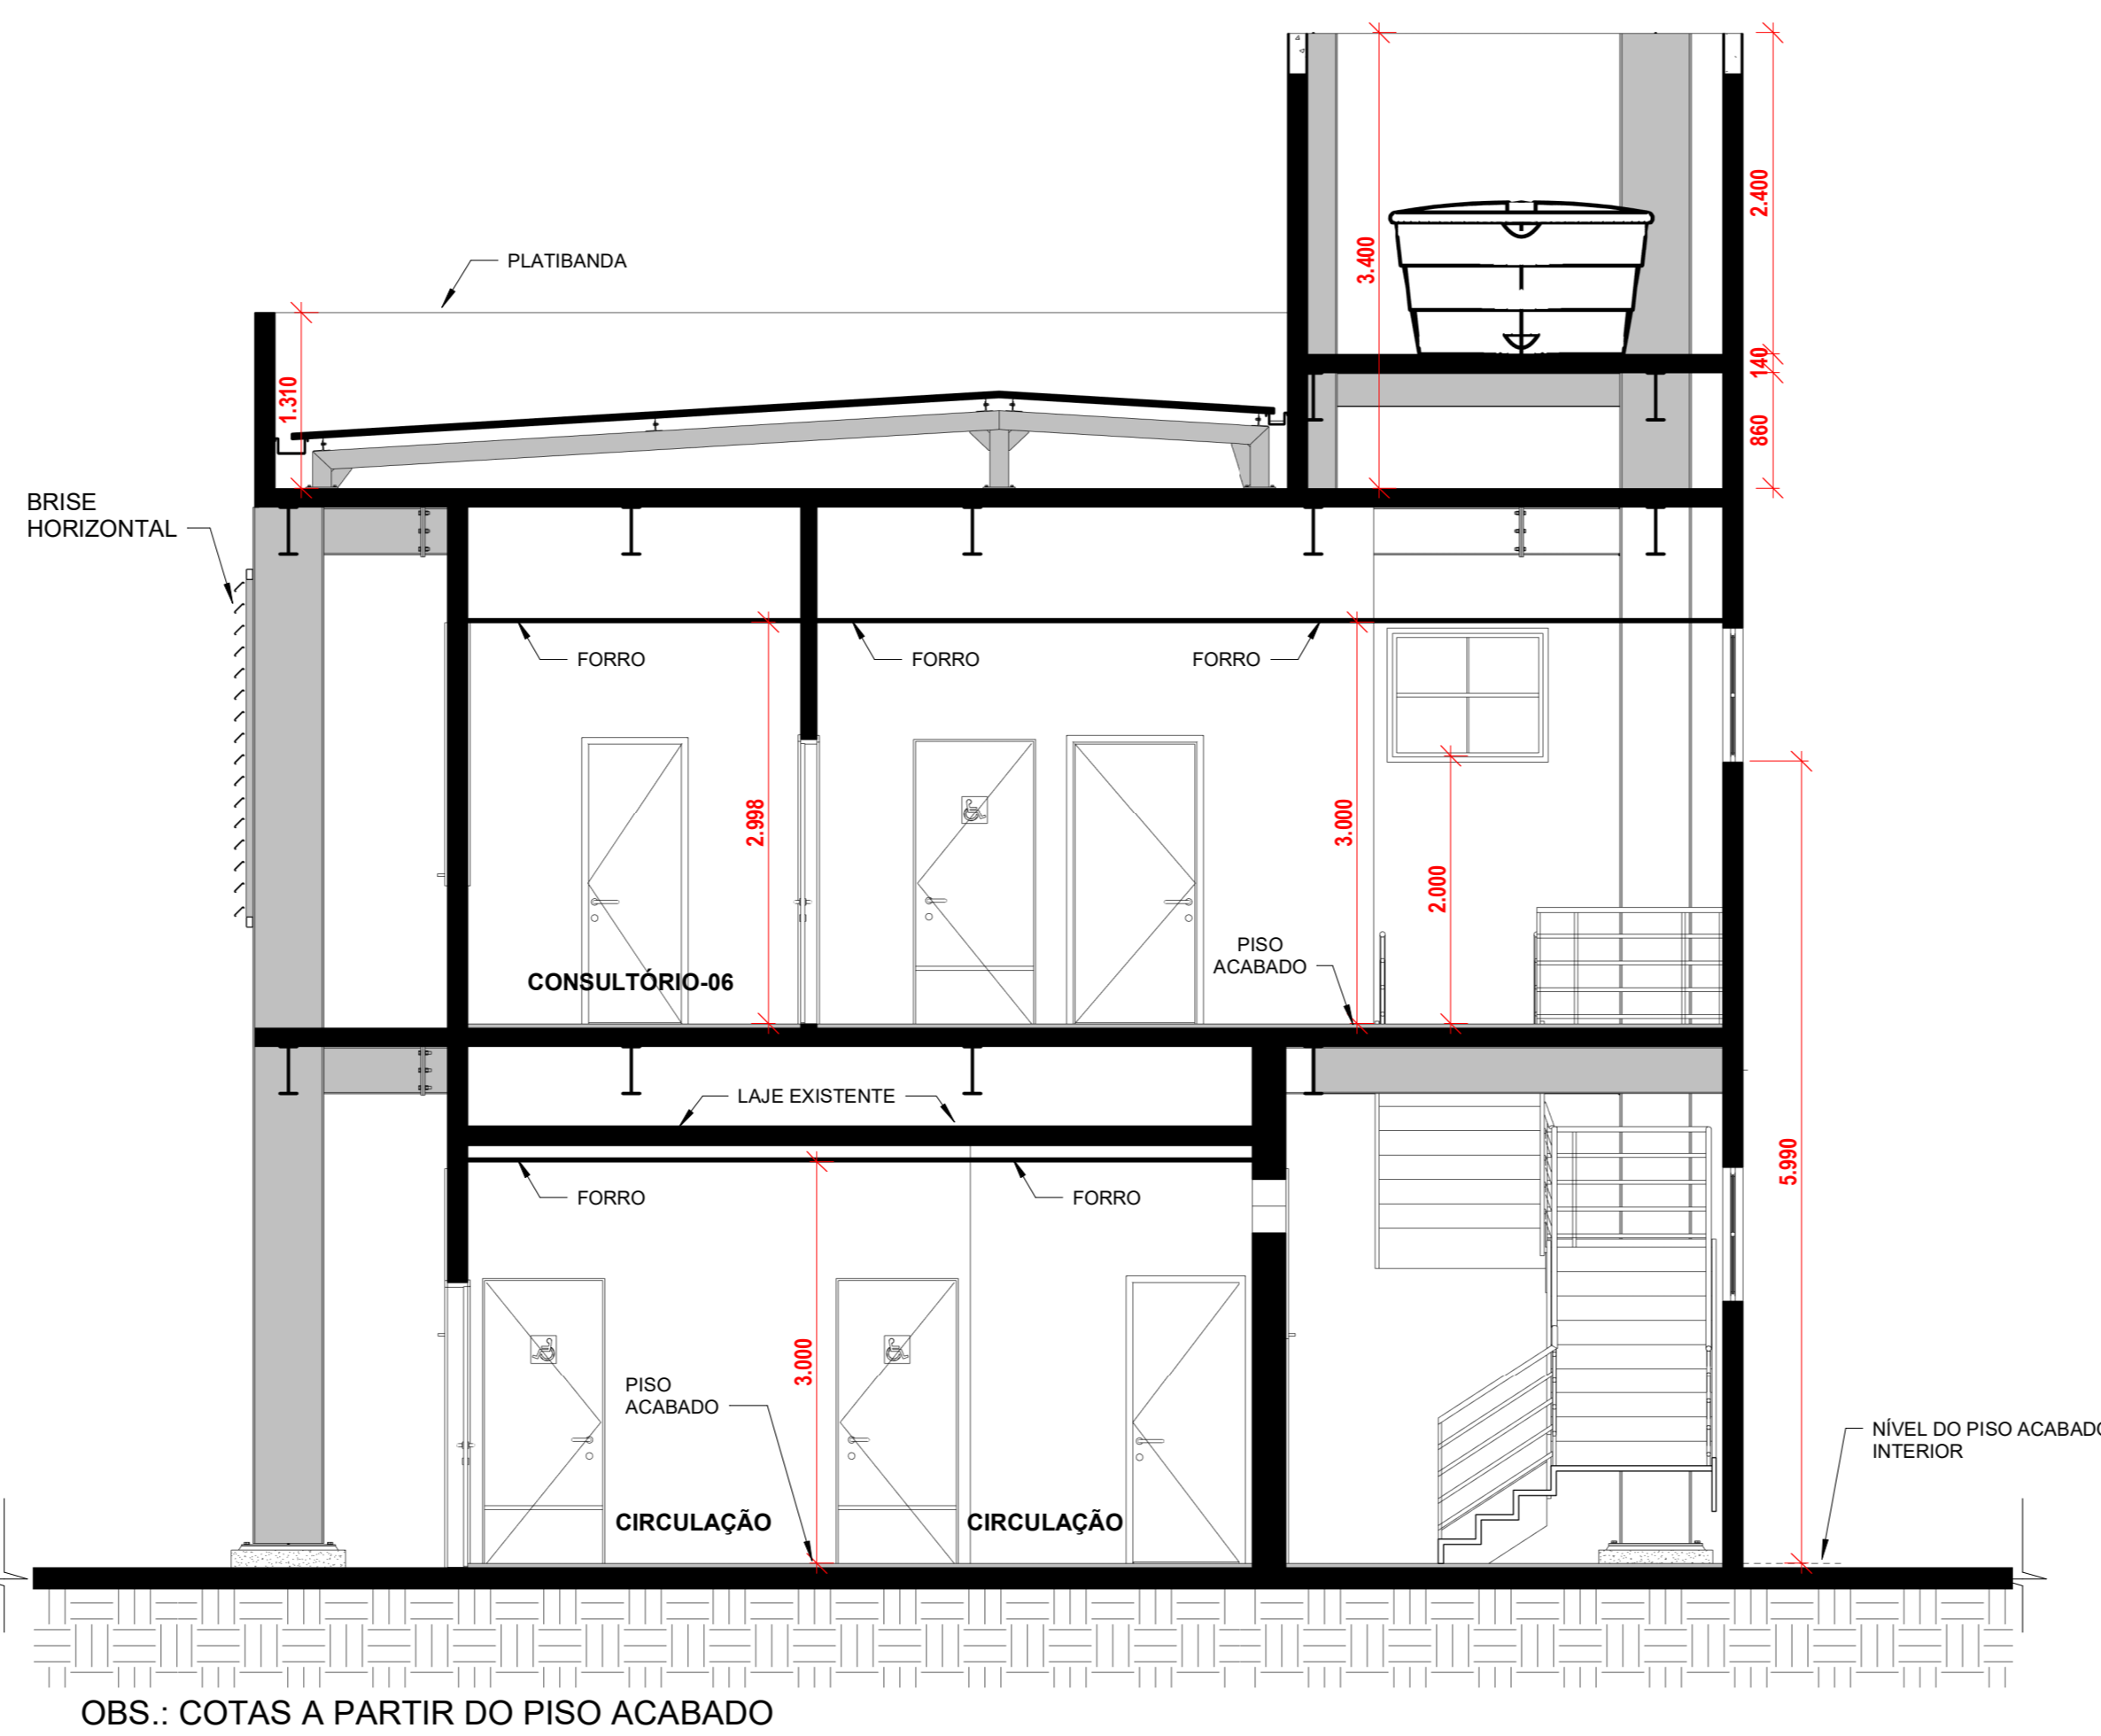 2.400
3.400
PLATIBANDA
140
1.310
860
BRISE
HORIZONTAL
FORRO
FORRO
FORRO
2.998
3.000
2.000
PISO
ACABADO
CONSULTÓRIO-06
LAJE EXISTENTE
5.990
FORRO
FORRO
3.000
PISO
ACABADO
NÍVEL DO PISO ACABADO
INTERIOR
CIRCULAÇÃO
CIRCULAÇÃO
OBS.: COTAS A PARTIR DO PISO ACABADO